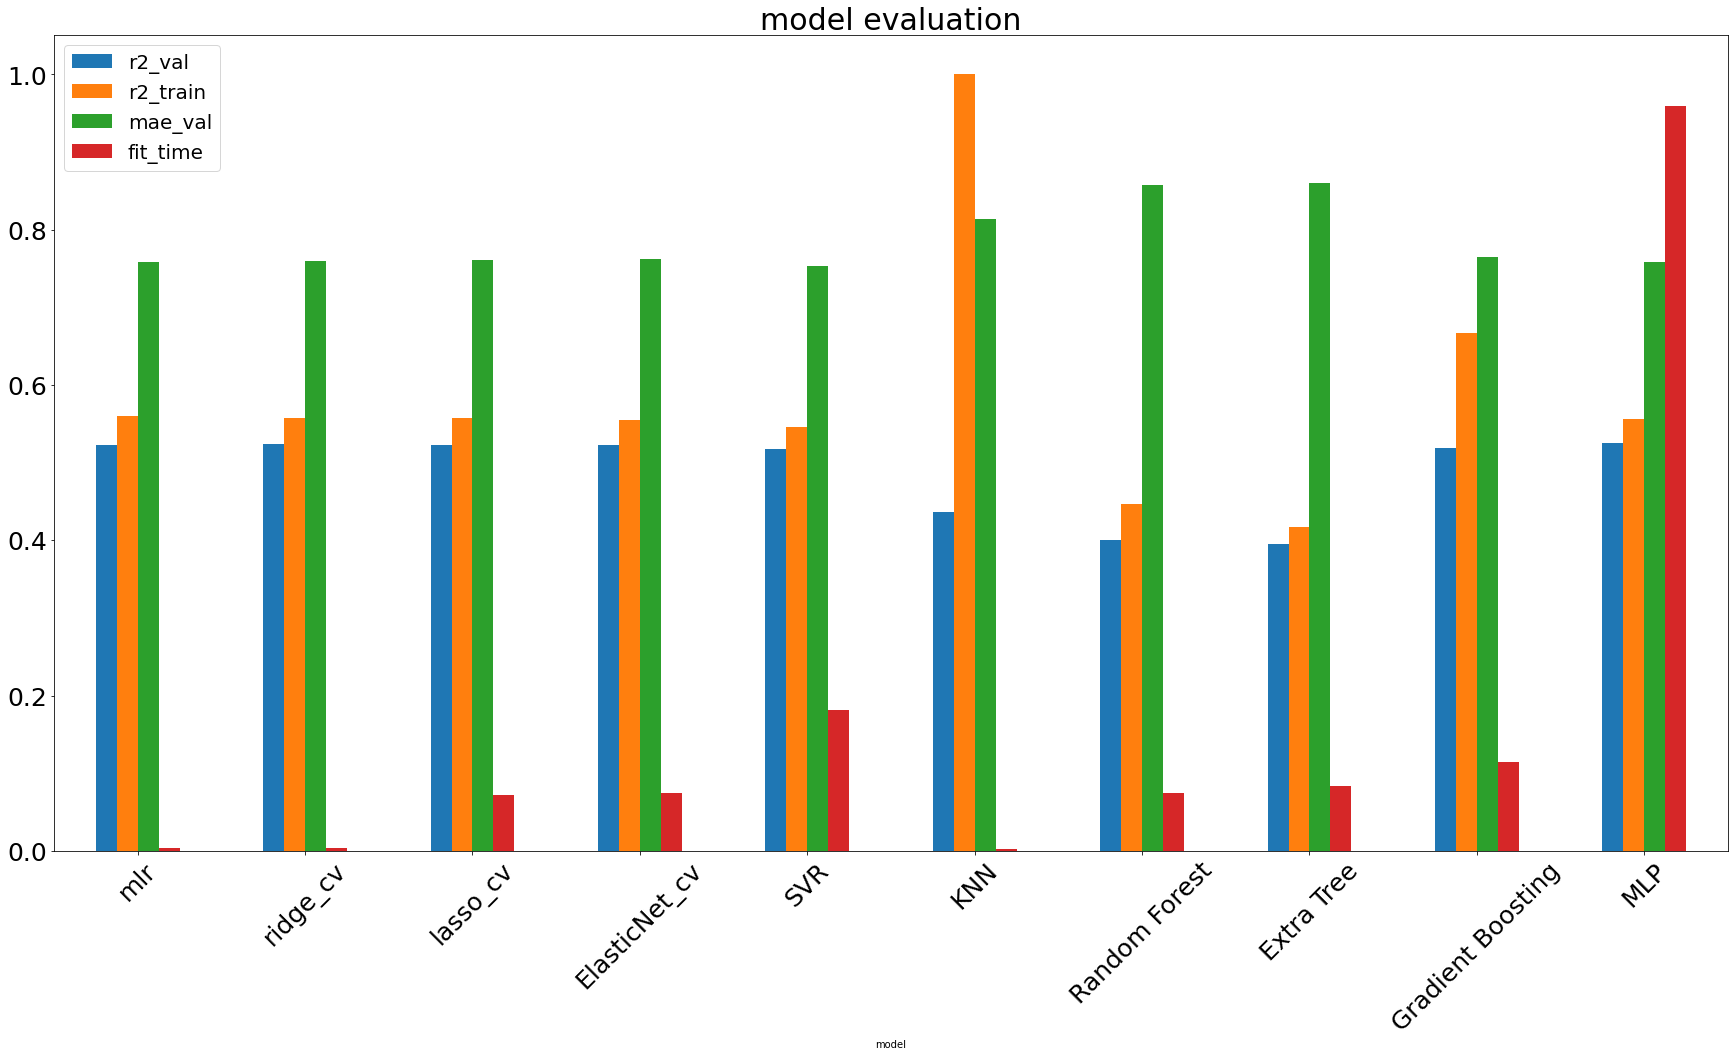 model evaluation
r2_val
r2_train
mae_val
fit_time
1.0
0.8
0.6
0.4
0.2
0.0
mlr
ridge_cv
lasso_cv
ElasticNet_cv
SVR
KNN
Random Forest
Extra Tree
Gradient Boosting
MLP
model